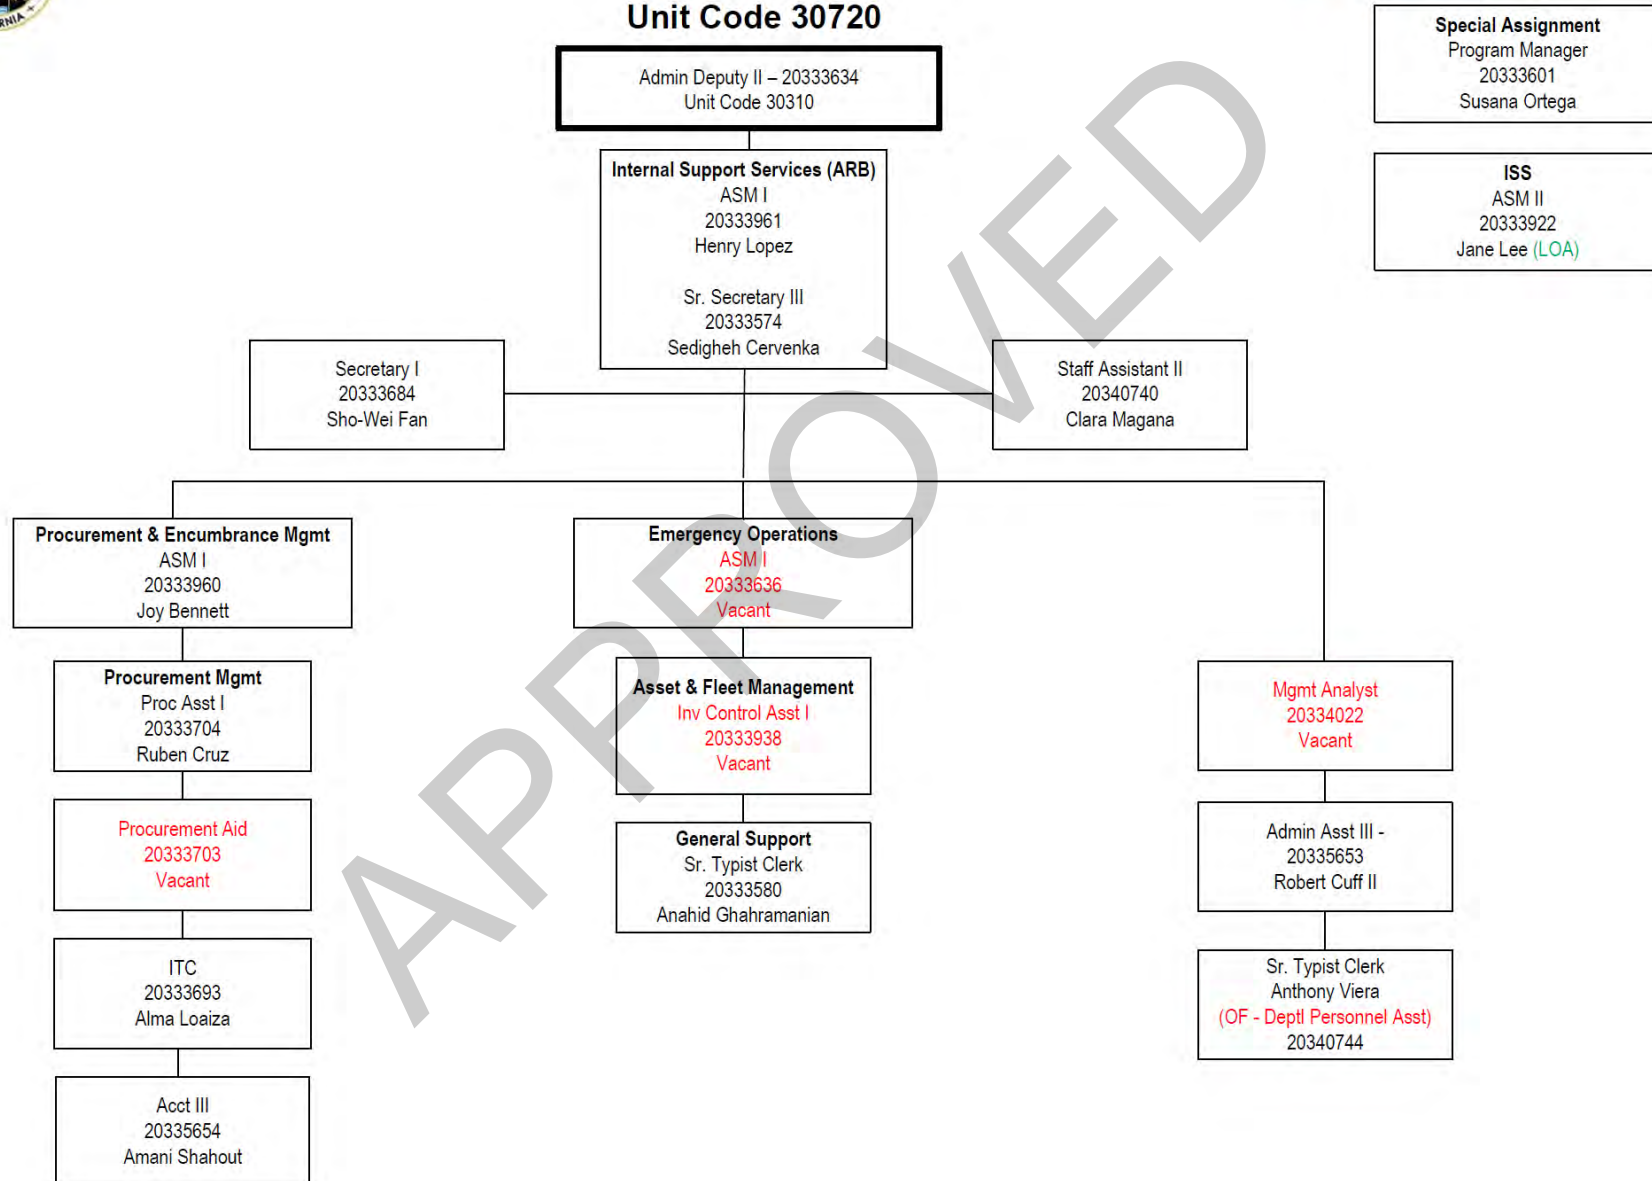 Unit Code 30720
Admin Deputy II – 20333634
Unit Code 30310
Special Assignment
Program Manager
20333601
Susana Ortega
ISS
ASM II
20333922
Jane Lee (LOA)
Internal Support Services (ARB)
ASM I
20333961
Henry Lopez
Sr. Secretary III
20333574
Sedigheh Cervenka
Secretary I
20333684
Sho-Wei Fan
Staff Assistant II
20340740
Clara Magana
Procurement & Encumbrance Mgmt
ASM I
20333960
Joy Bennett
Procurement Mgmt
Proc Asst I
20333704
Ruben Cruz
Procurement Aid
20333703
Vacant
ITC
20333693
Alma Loaiza
Acct III
20335654
Amani Shahout
Emergency Operations
ASM I
20333636
Vacant
Asset & Fleet Management
Inv Control Asst I
20333938
Vacant
General Support
Sr. Typist Clerk
20333580
Anahid Ghahramanian
Mgmt Analyst
20334022
Vacant
Admin Asst III -
20335653
Robert Cuff II
Sr. Typist Clerk
Anthony Viera
(OF - Deptl Personnel Asst)
20340744
APPROVED